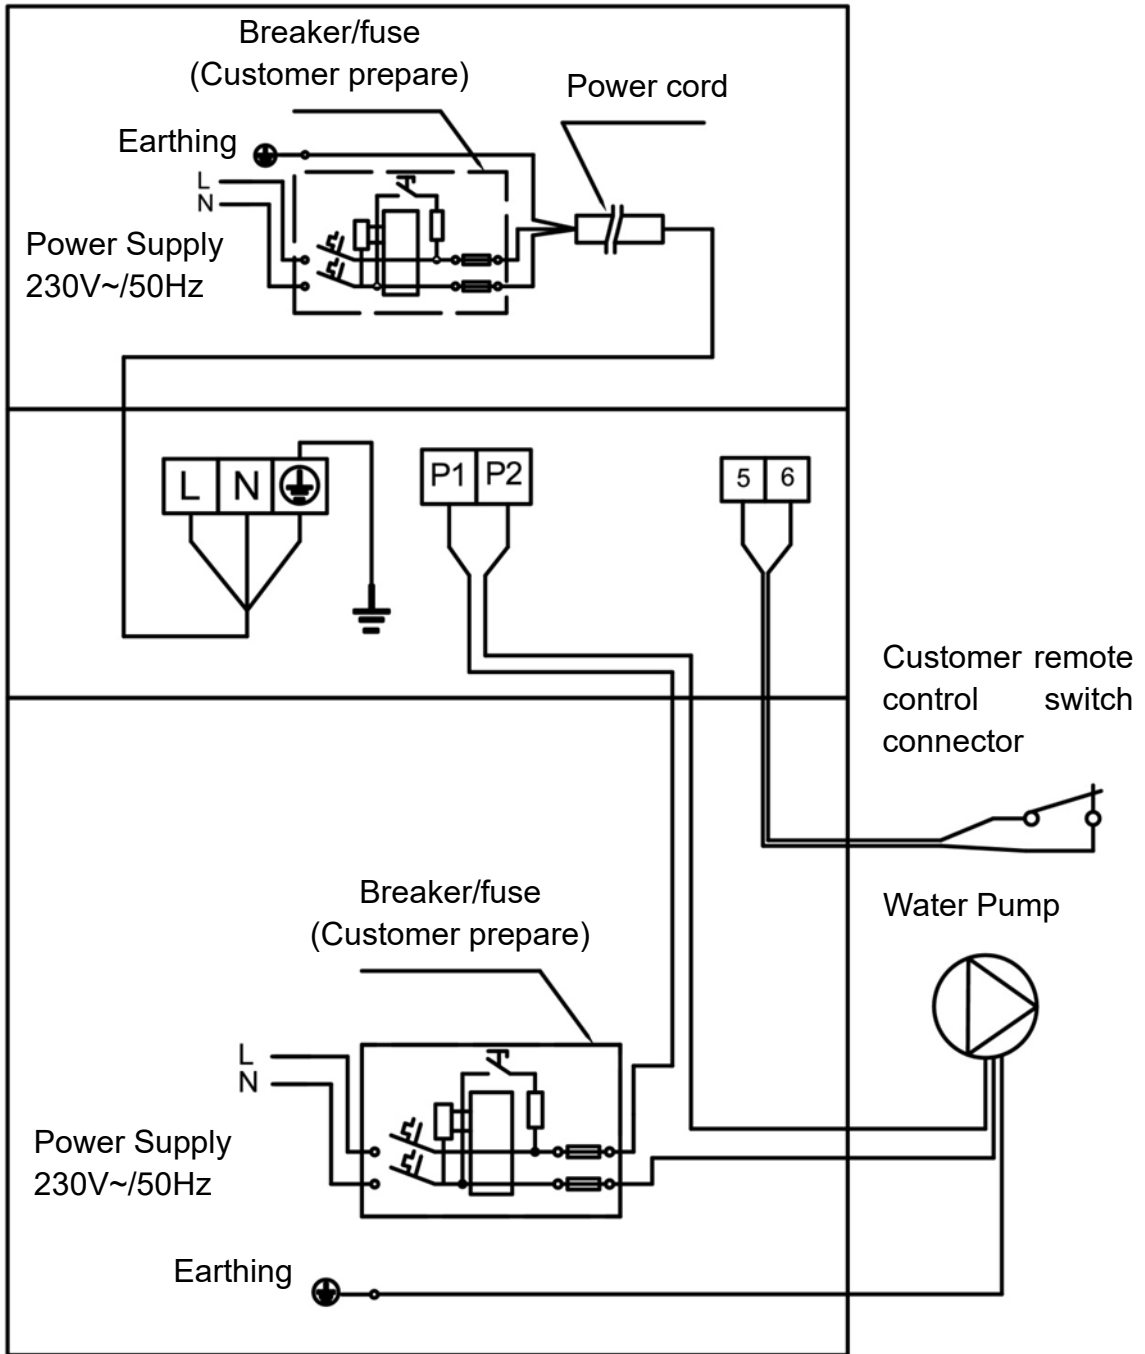 Breaker/fuse
(Customer prepare)
Power cord
Earthing
L
N
Power Supply
230V~/50Hz
L N
P1 P2
5 6
Customer remote
control switch
connector
Breaker/fuse
(Customer prepare)
Water Pump
L
N
Power Supply
230V~/50Hz
Earthing